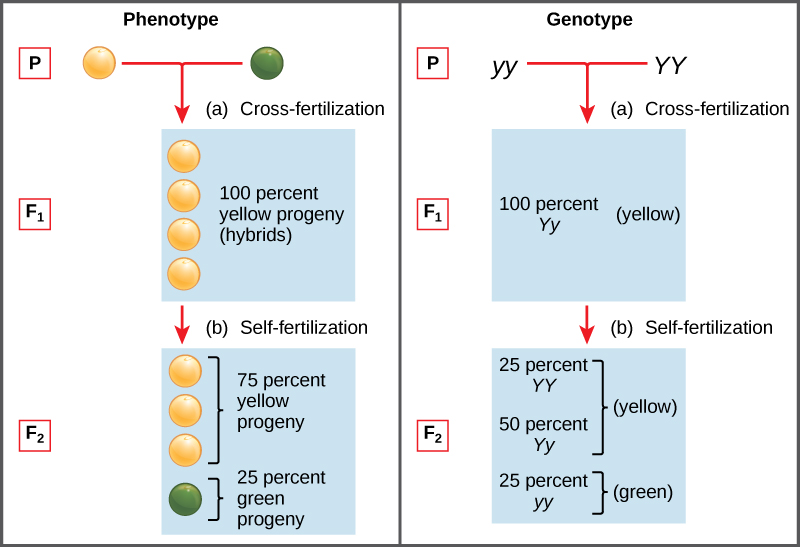 Phenotype
P
(a) Cross-fertilization
F1
100 percent
yellow progeny
(hybrids)
(b) Self-fertilization
F2
75 percent
yellow
progeny
25 percent
green
progeny
Genotype
P
yy
YY
(a) Cross-fertilization
F1
100 percent
Yy
(yellow)
(b) Self-fertilization
F2
25 percent
YY
50 percent
Yy
(yellow)
25 percent
yy
(green)